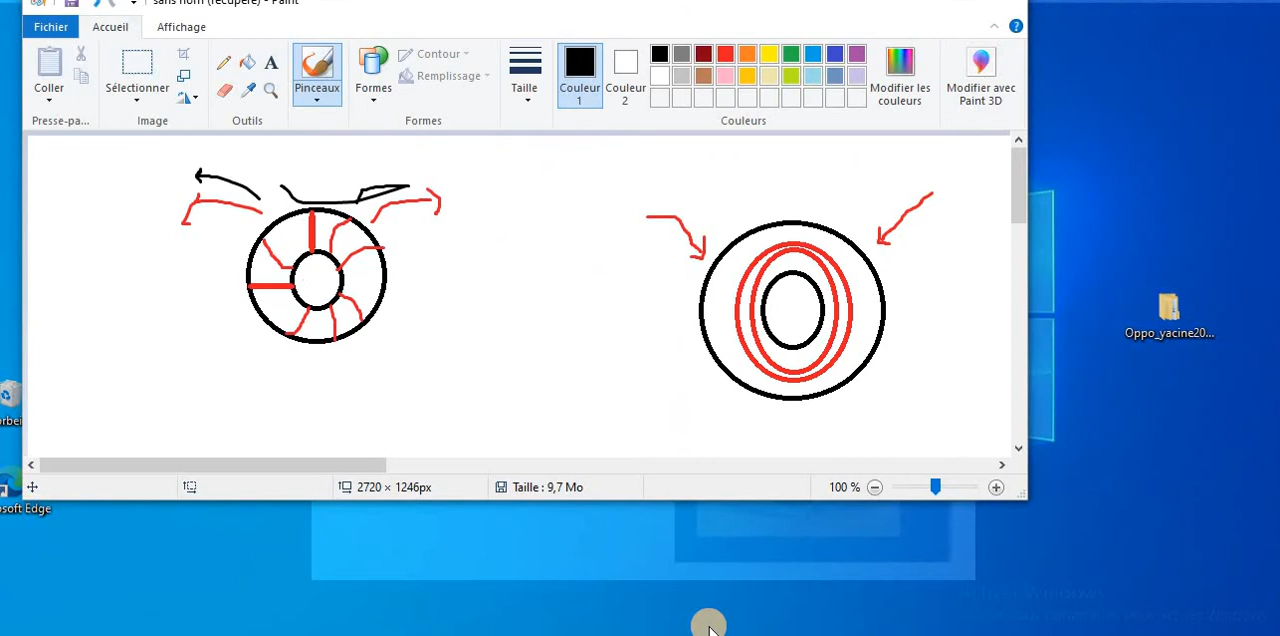 sans nom (récupéré) - Paint
Fichier Accueil Affichage
Coller Sélectionner Pinceaux Formes Contour Remplissage Taille Couleur 1 Couleur 2 Modifier les couleurs Modifier avec Paint 3D
Presse-pa... Image Outils Formes Couleurs
Oppo_yacine20...
orbei
2720 × 1246px Taille : 9,7 Mo 100 %
osoft Edge